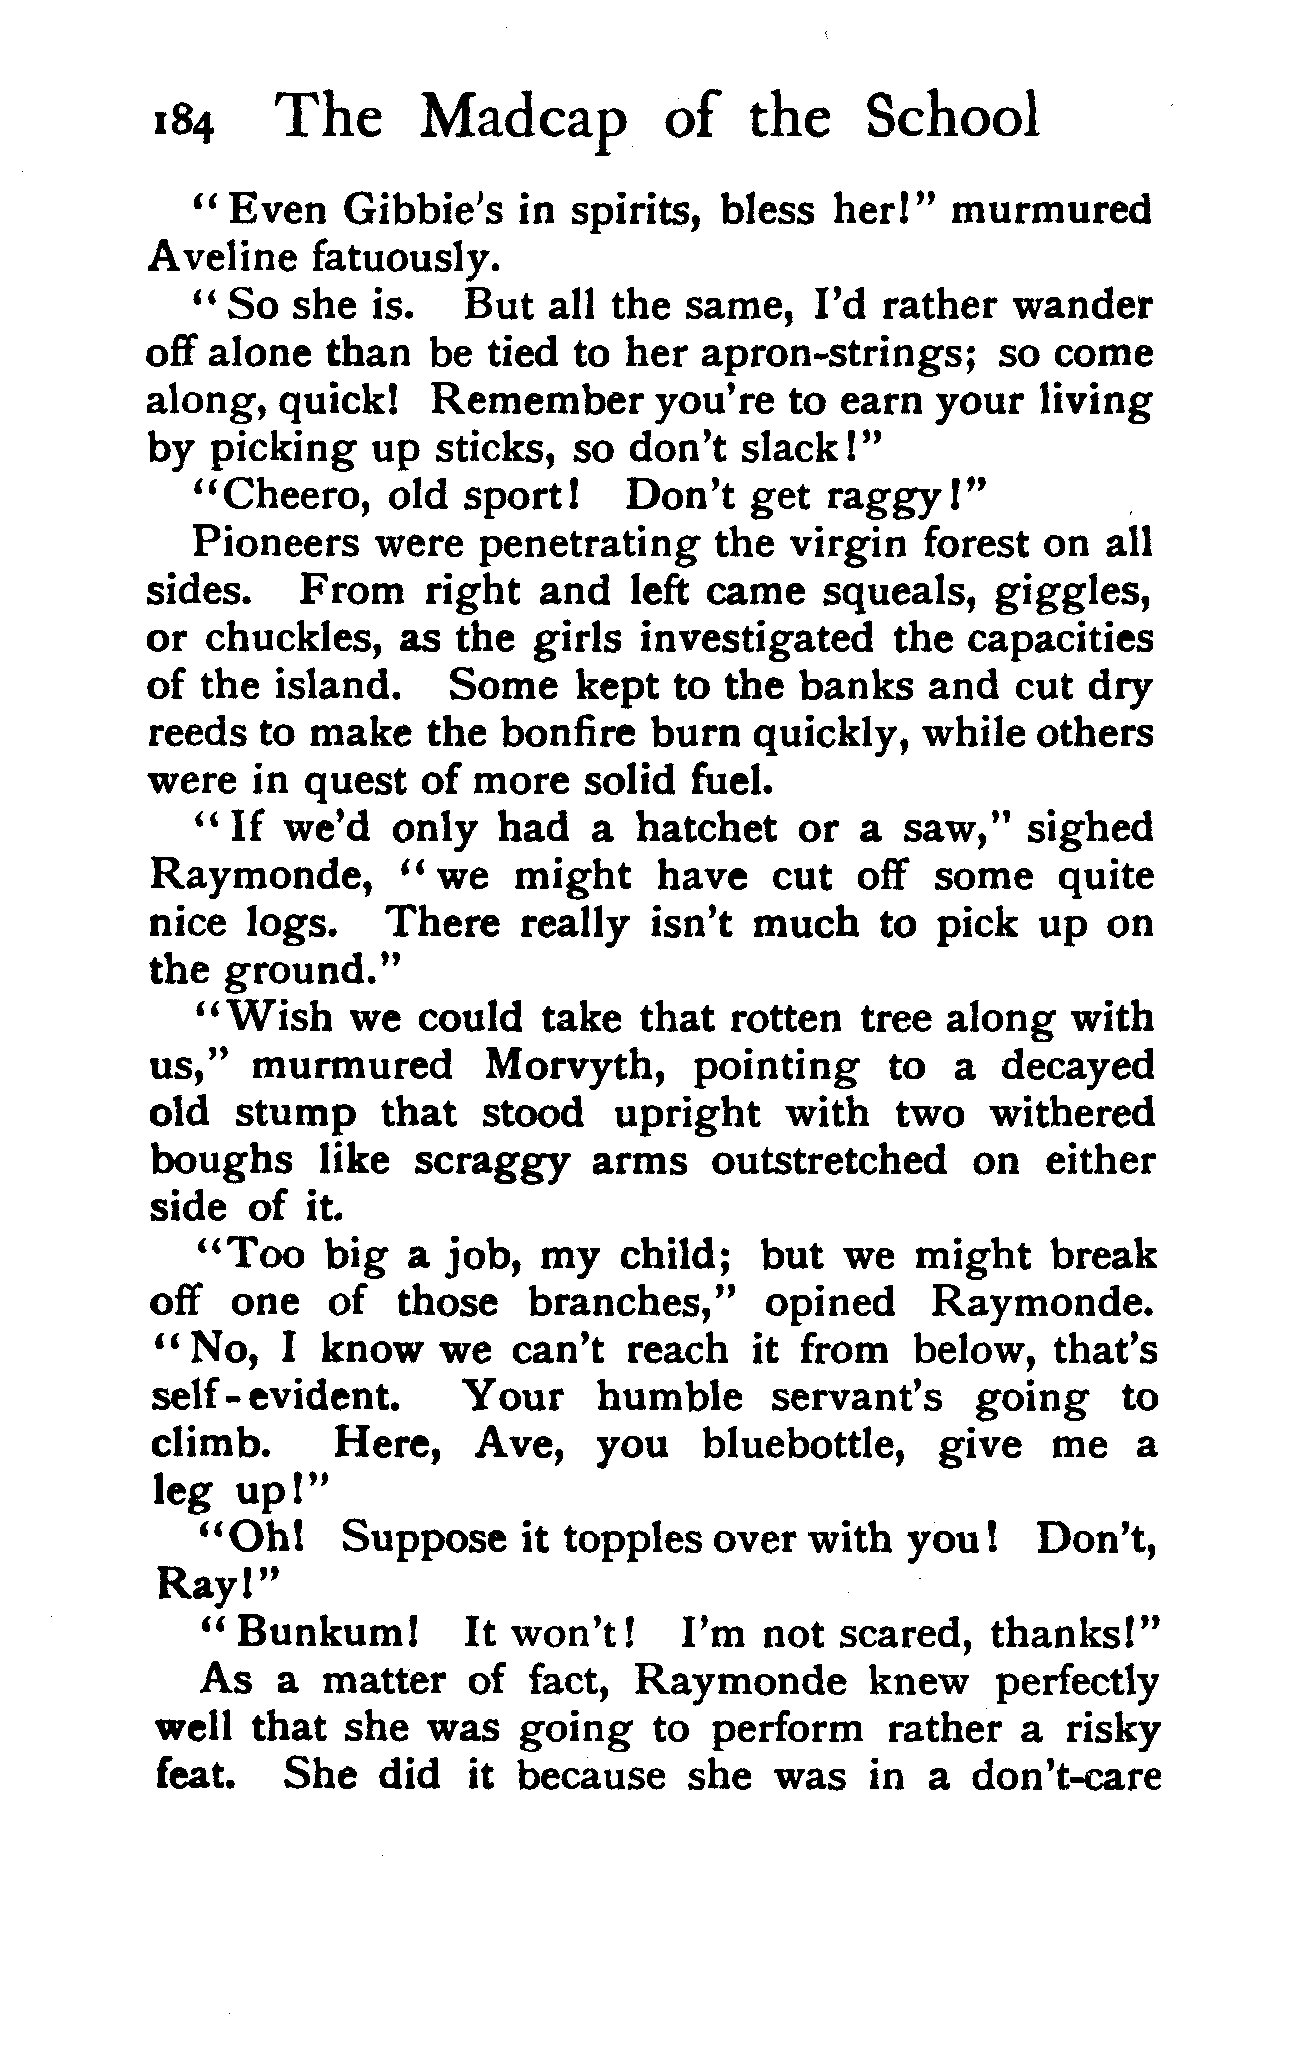 184 The Madcap of the School
“Even Gibbie's in spirits, bless her!” murmured
Aveline fatuously.
“So she is. But all the same, I'd rather wander
off alone than be tied to her apron-strings; so come
along, quick! Remember you're to earn your living
by picking up sticks, so don't slack!”
“Cheero, old sport! Don't get raggy!”
Pioneers were penetrating the virgin forest on all
sides. From right and left came squeals, giggles,
or chuckles, as the girls investigated the capacities
of the island. Some kept to the banks and cut dry
reeds to make the bonfire burn quickly, while others
were in quest of more solid fuel.
“If we'd only had a hatchet or a saw,” sighed
Raymonde, “we might have cut off some quite
nice logs. There really isn't much to pick up on
the ground.”
“Wish we could take that rotten tree along with
us,” murmured Morvyth, pointing to a decayed
old stump that stood upright with two withered
boughs like scraggy arms outstretched on either
side of it.
“Too big a job, my child; but we might break
off one of those branches,” opined Raymonde.
“No, I know we can't reach it from below, that's
self-evident. Your humble servant's going to
climb. Here, Ave, you bluebottle, give me a
leg up!”
“Oh! Suppose it topples over with you! Don't,
Ray!”
“Bunkum! It won't! I'm not scared, thanks!”
As a matter of fact, Raymonde knew perfectly
well that she was going to perform rather a risky
feat. She did it because she was in a don't-care